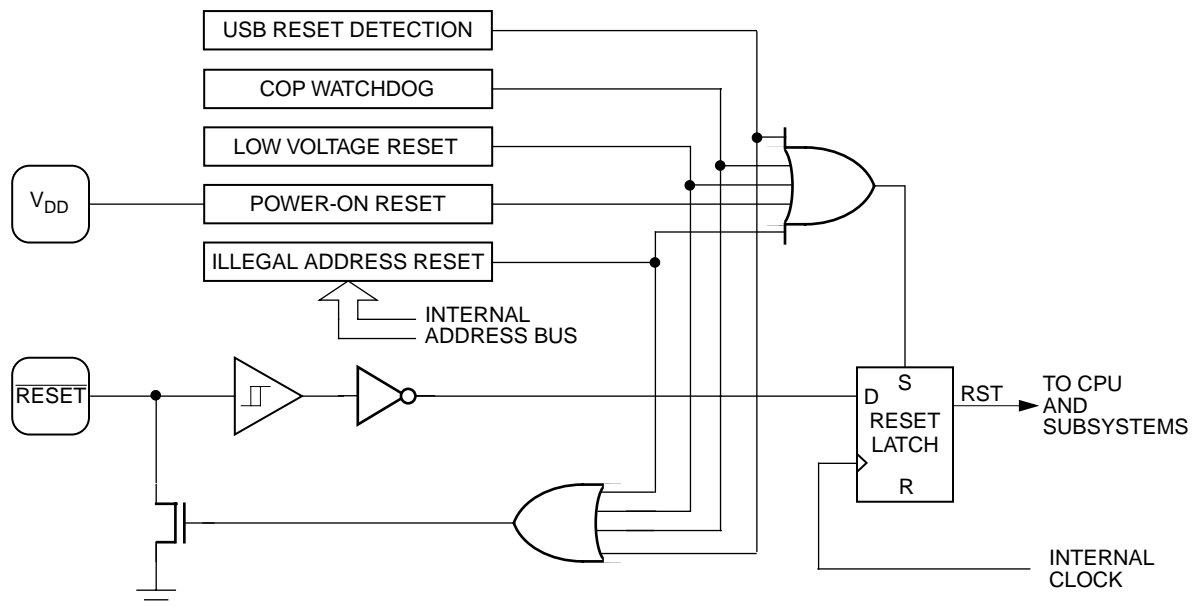 USB RESET DETECTION
COP WATCHDOG
LOW VOLTAGE RESET
VDD
POWER-ON RESET
ILLEGAL ADDRESS RESET
INTERNAL
ADDRESS BUS
RESET
D
S
RESET
LATCH
R
RST
TO CPU
AND
SUBSYSTEMS
INTERNAL
CLOCK